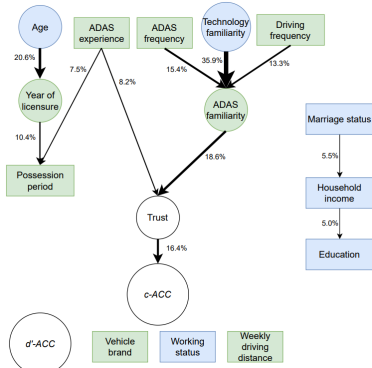 Age
ADAS
experience
ADAS
frequency
Technology
familiarity
Driving
frequency
20.6%
7.5%
8.2%
15.4%
35.9%
13.3%
Year of
licensure
ADAS
familiarity
Marriage status
10.4%
18.6%
5.5%
Possession
period
Household
income
Trust
5.0%
16.4%
Education
c-ACC
d'-ACC
Vehicle
brand
Working
status
Weekly
driving
distance